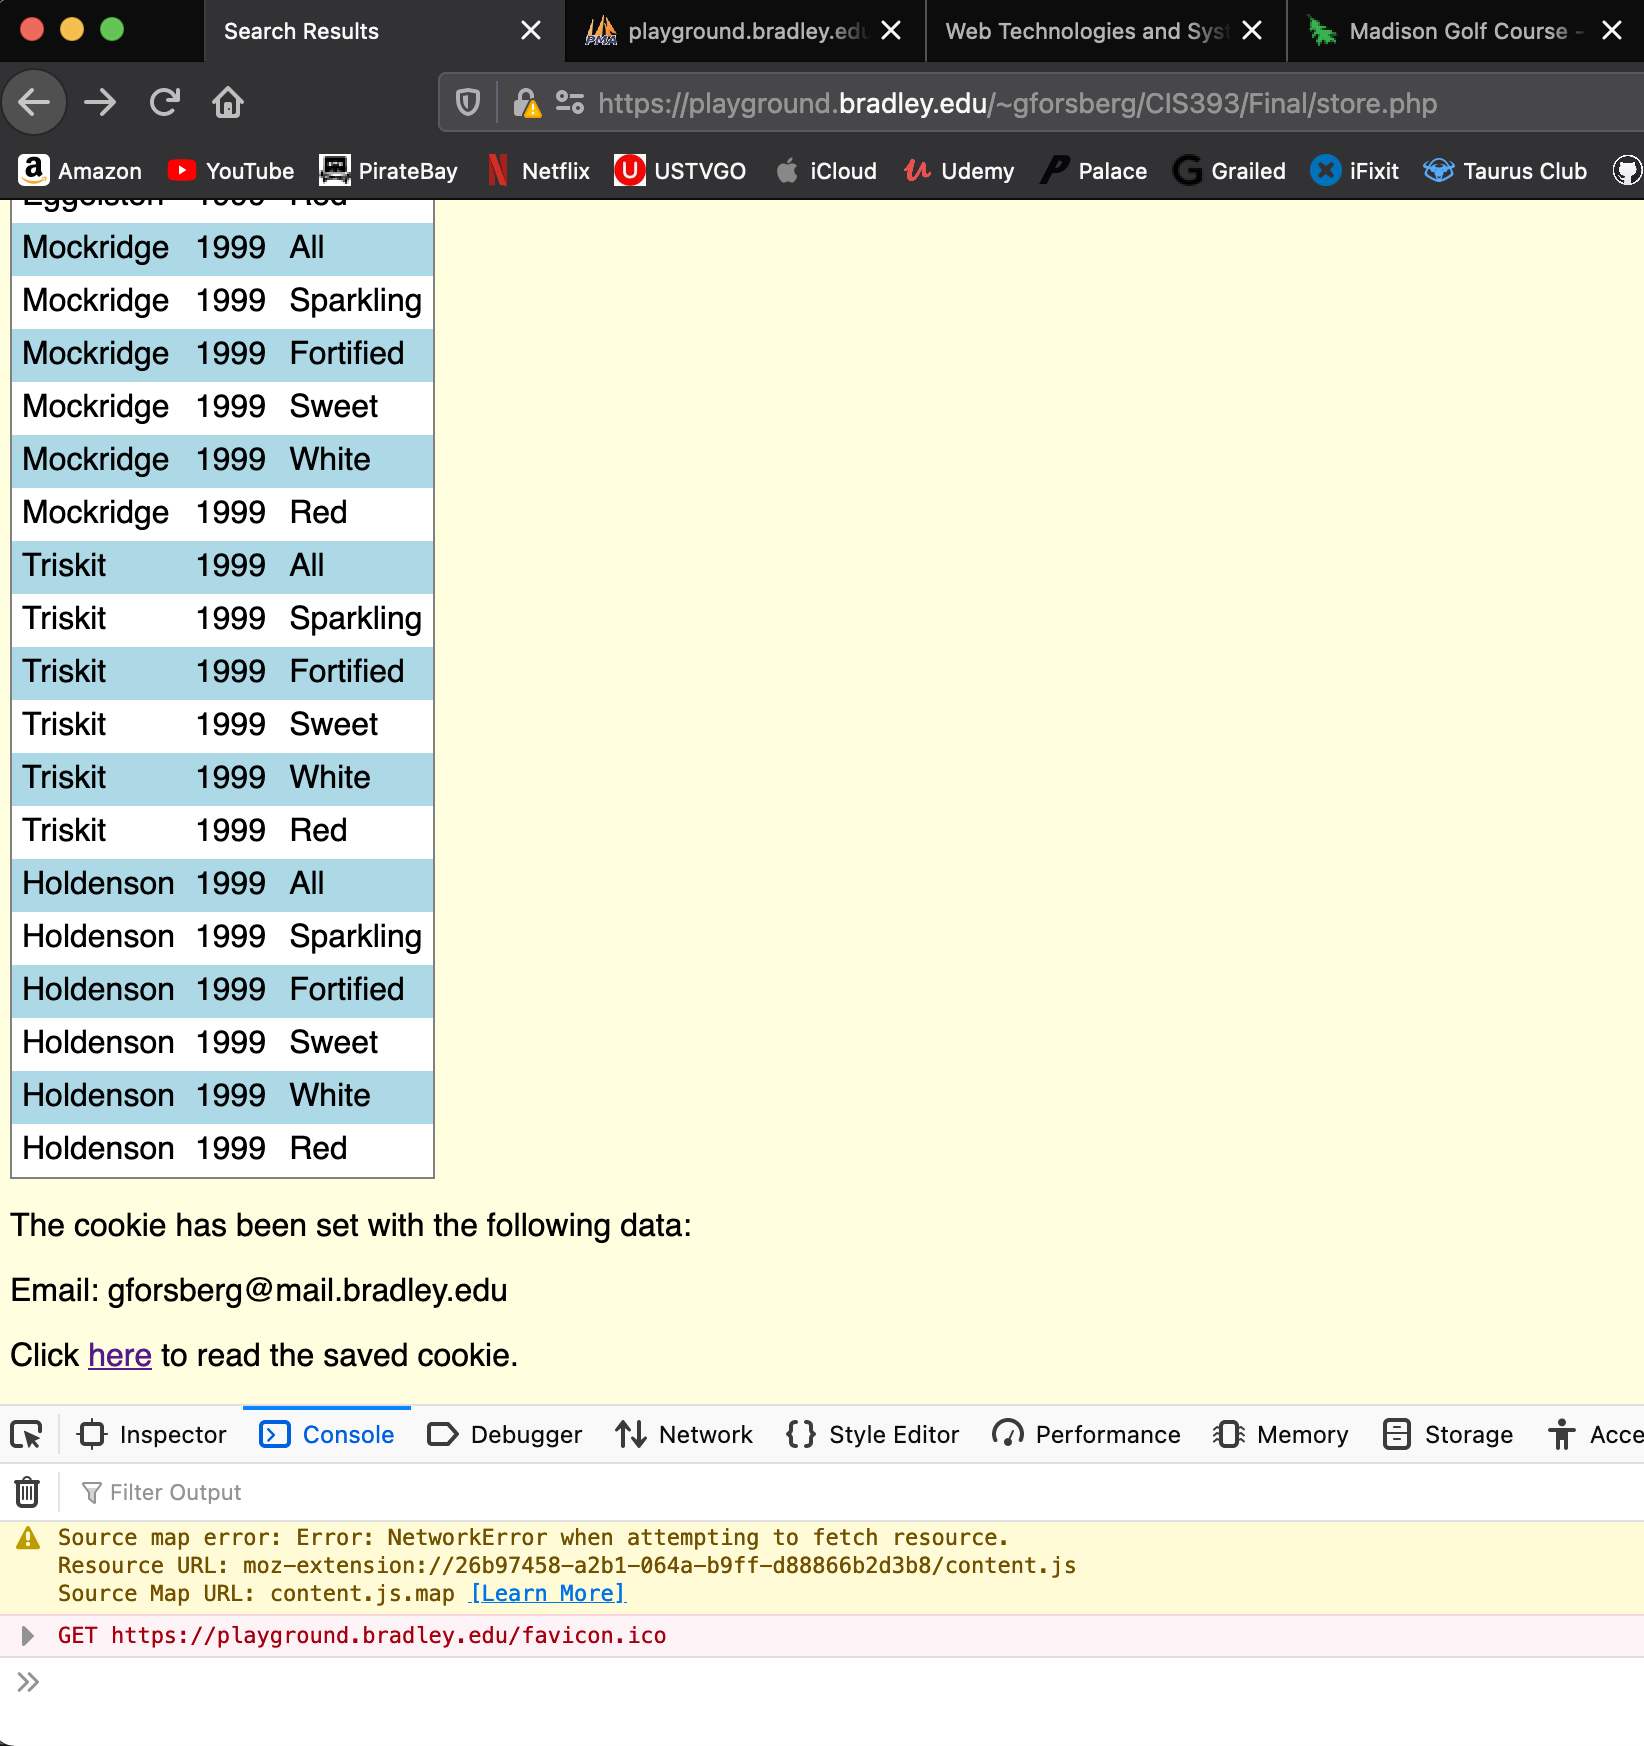 Search Results
playground.bradley.edu
Web Technologies and Syst
Madison Golf Course -
https://playground.bradley.edu/~gforsberg/CIS393/Final/store.php
Amazon YouTube PirateBay Netflix USTVGO iCloud Udemy Palace Grailed iFixit Taurus Club
Eggolston 1999 Red
Mockridge 1999 All
Mockridge 1999 Sparkling
Mockridge 1999 Fortified
Mockridge 1999 Sweet
Mockridge 1999 White
Mockridge 1999 Red
Triskit 1999 All
Triskit 1999 Sparkling
Triskit 1999 Fortified
Triskit 1999 Sweet
Triskit 1999 White
Triskit 1999 Red
Holdenson 1999 All
Holdenson 1999 Sparkling
Holdenson 1999 Fortified
Holdenson 1999 Sweet
Holdenson 1999 White
Holdenson 1999 Red
The cookie has been set with the following data:
Email: gforsberg@mail.bradley.edu
Click here to read the saved cookie.
Inspector Console Debugger Network Style Editor Performance Memory Storage Acce
Filter Output
Source map error: Error: NetworkError when attempting to fetch resource.
Resource URL: moz-extension://26b97458-a2b1-064a-b9ff-d88866b2d3b8/content.js
Source Map URL: content.js.map [Learn More]
GET https://playground.bradley.edu/favicon.ico